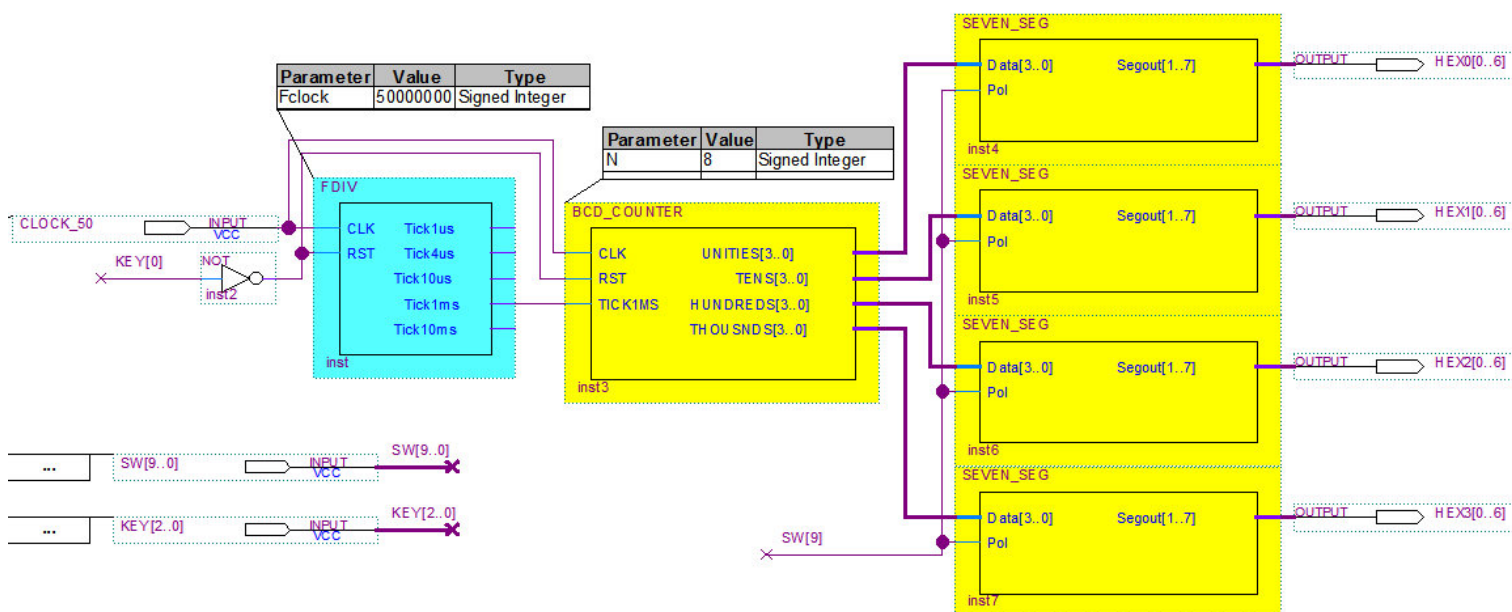 Parameter Value Type
Fclock 50000000 Signed Integer
Parameter Value Type
N 8 Signed Integer
CLOCK_50 INPUT VCC
KEY[0] NOT inst2
FDIV
CLK Tick1us
RST Tick4us
Tick10us
Tick1ms
Tick10ms
inst
BCD_COUNTER
CLK UNITIES[3..0]
RST TENS[3..0]
TICK1MS HUNDREDS[3..0]
THOUSNDS[3..0]
inst3
SEVEN_SEG
Data[3..0] Segout[1..7]
Pol
inst4
OUTPUT HEX0[0..6]
SEVEN_SEG
Data[3..0] Segout[1..7]
Pol
inst5
OUTPUT HEX1[0..6]
SEVEN_SEG
Data[3..0] Segout[1..7]
Pol
inst6
OUTPUT HEX2[0..6]
SEVEN_SEG
Data[3..0] Segout[1..7]
Pol
inst7
OUTPUT HEX3[0..6]
... SW[9..0] INPUT VCC SW[9..0]
... KEY[2..0] INPUT VCC KEY[2..0]
SW[9]